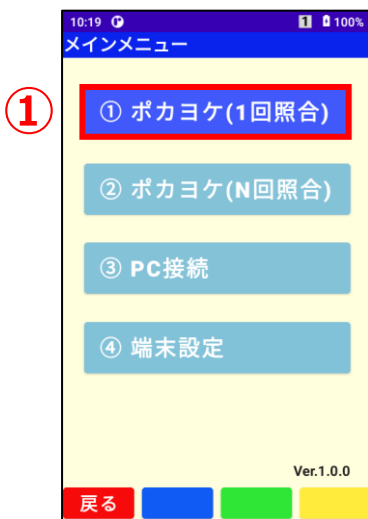 10:19 1 100%
メインメニュー
①
① ポカヨケ(1回照合)
② ポカヨケ(N回照合)
③ PC接続
④ 端末設定
Ver.1.0.0
戻る